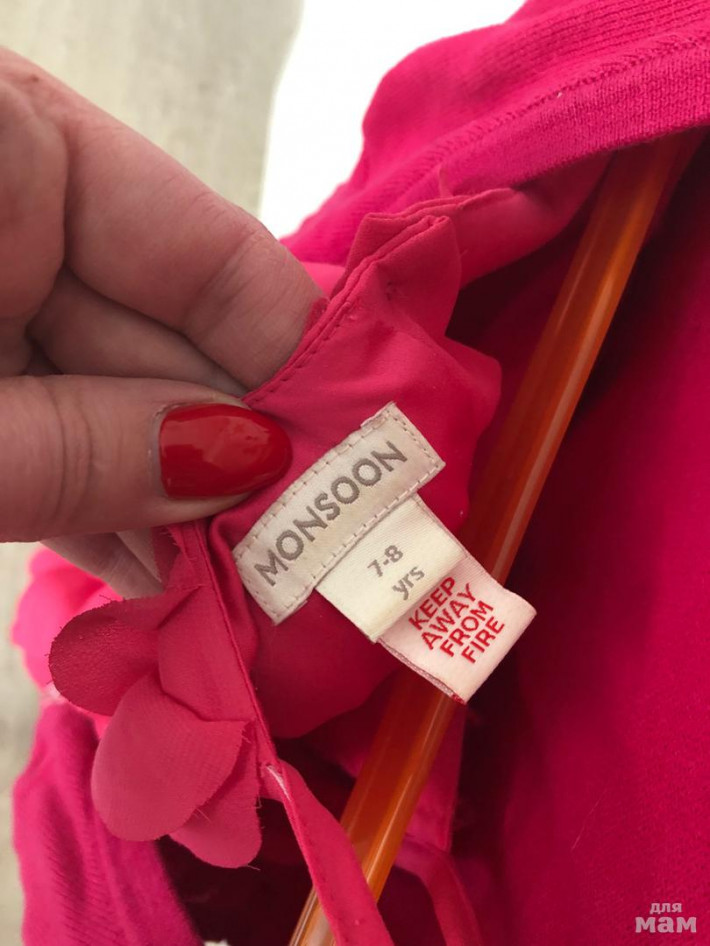 MONSOON
7-8
yrs
KEEP
AWAY
FROM
FIRE
для
мам